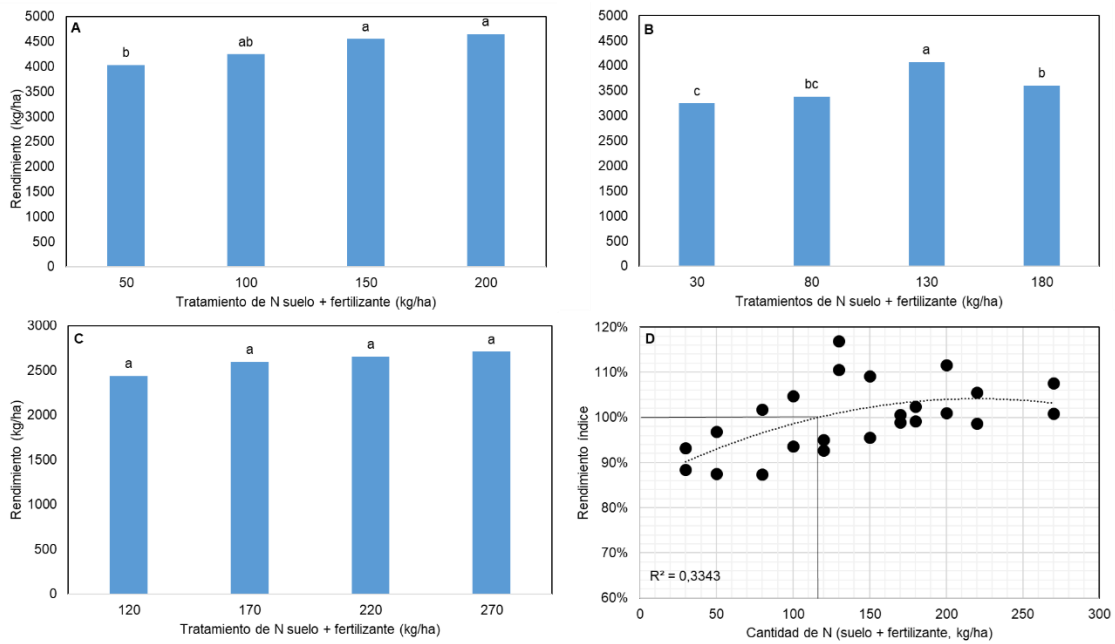 A
5000
4500
4000
3500
3000
2500
2000
1500
1000
500
0
Rendimiento (kg/ha)
b
ab
a
a
50
100
150
200
Tratamiento de N suelo + fertilizante (kg/ha)
B
5000
4500
4000
3500
3000
2500
2000
1500
1000
500
0
c
bc
a
b
30
80
130
180
Tratamientos de N suelo + fertilizante (kg/ha)
C
3000
2500
2000
1500
1000
500
0
a
a
a
a
120
170
220
270
Tratamiento de N suelo + fertilizante (kg/ha)
D
120%
110%
100%
90%
80%
70%
60%
Rendimiento índice
R² = 0,3343
0
50
100
150
200
250
300
Cantidad de N (suelo + fertilizante, kg/ha)